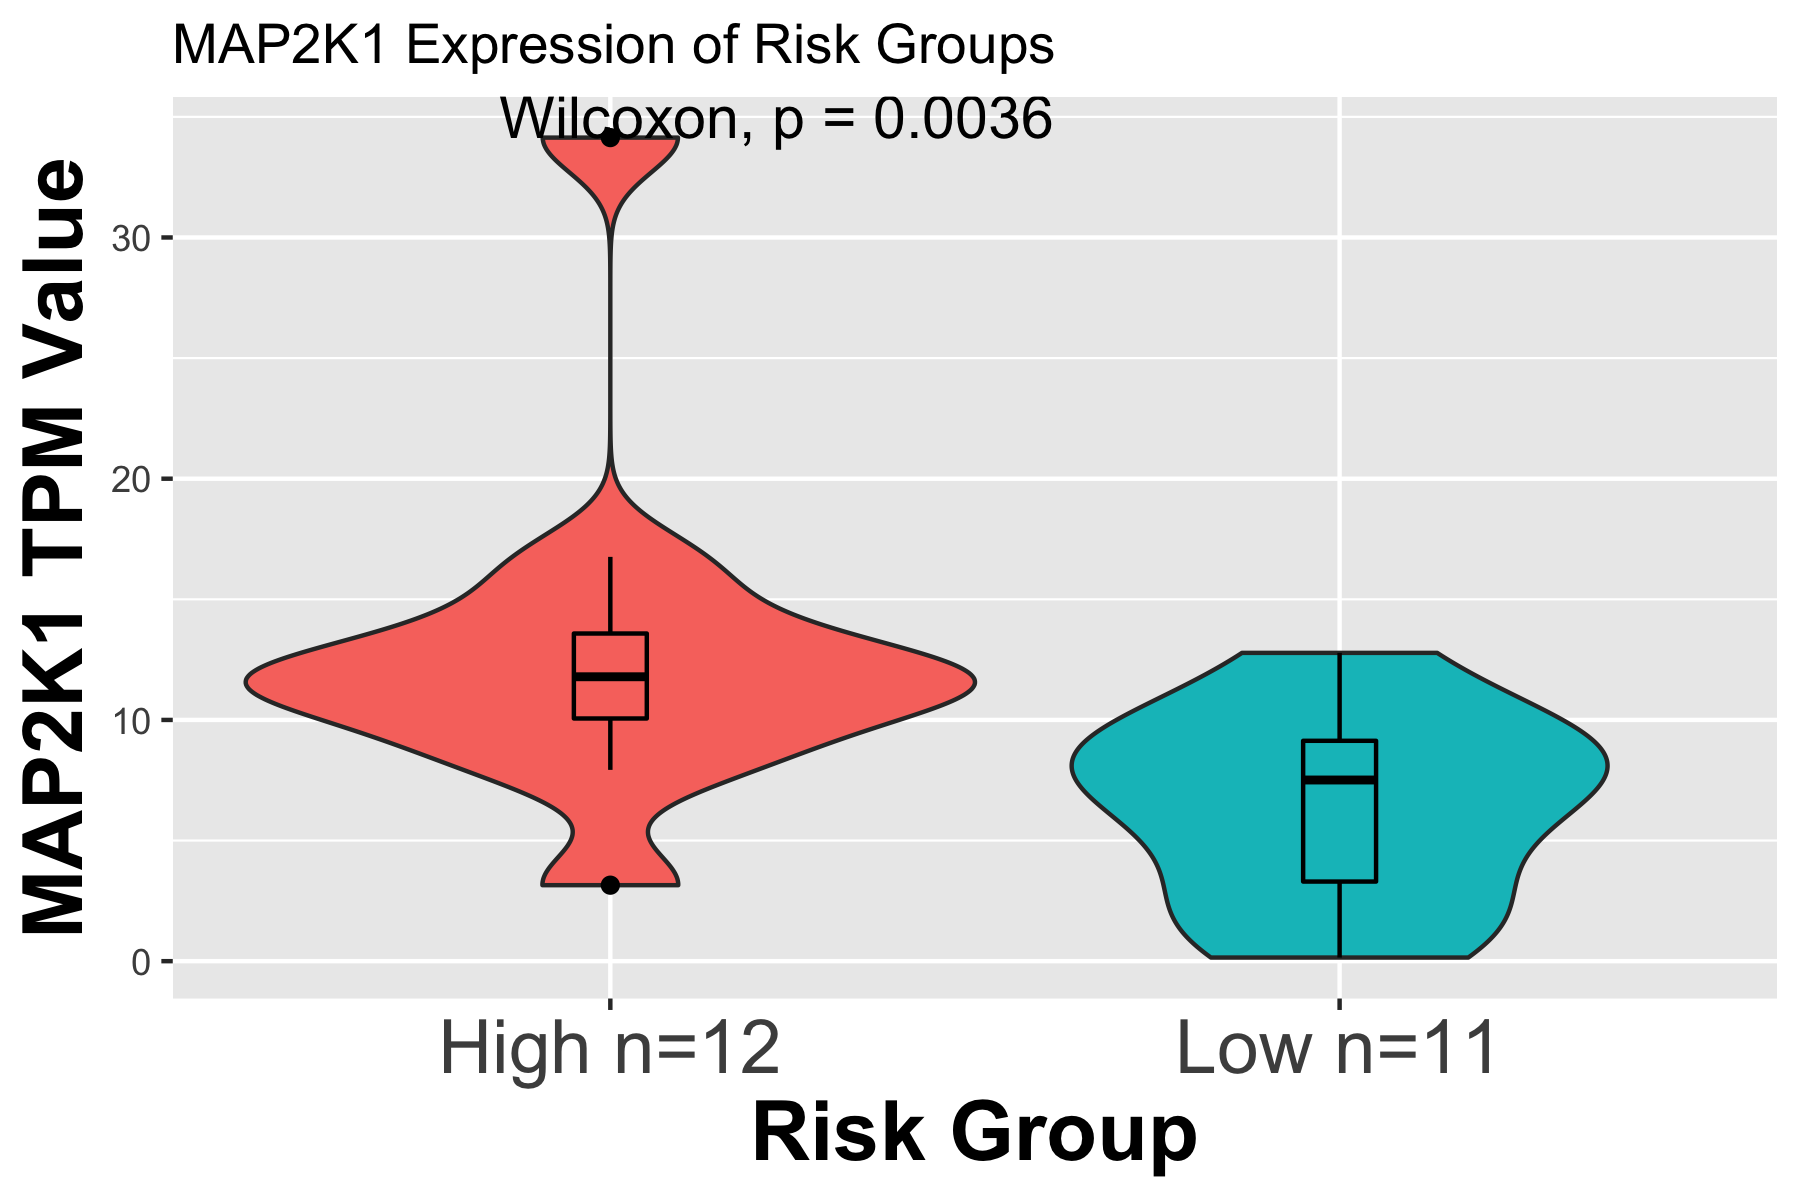 MAP2K1 Expression of Risk Groups
Wilcoxon, p = 0.0036
MAP2K1 TPM Value
30
20
10
0
High n=12
Low n=11
Risk Group